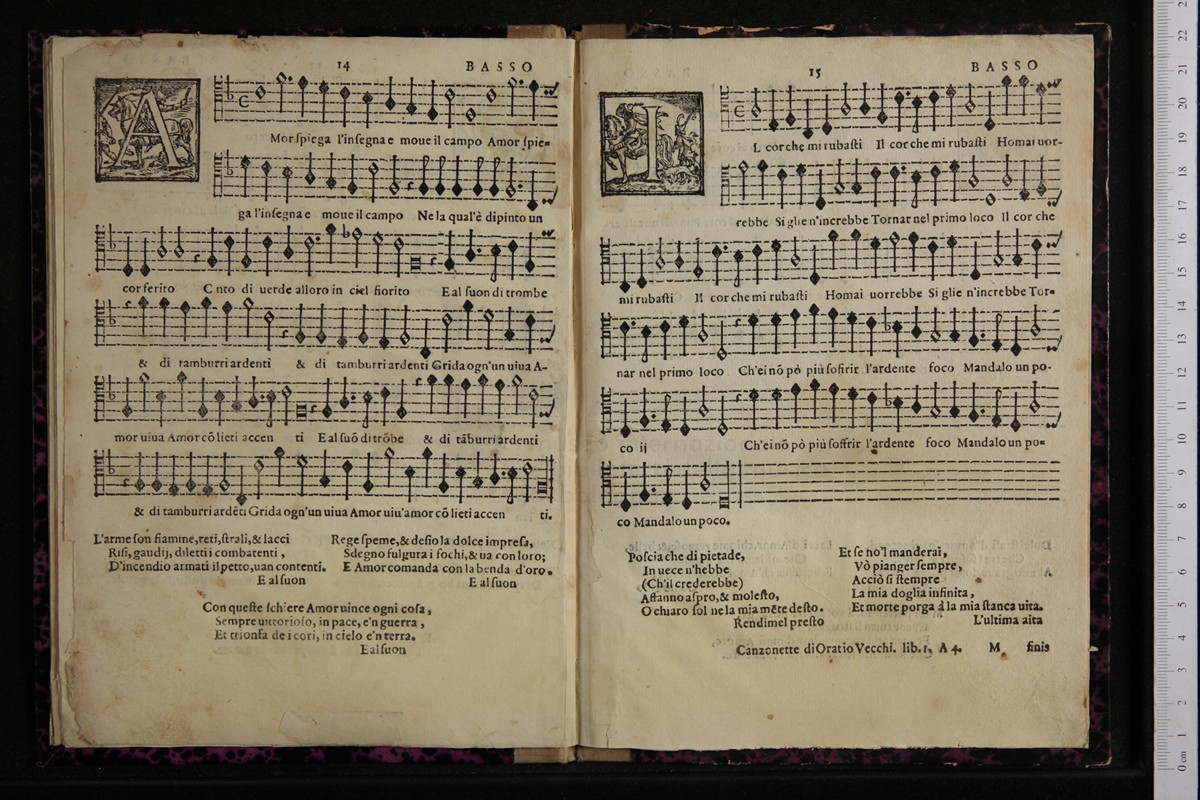 14
BASSO
A
Mor spiega l'insegna e moue il campo Amor spie=
ga l'insegna e moue il campo Ne la qual'è dipinto un
cor ferito C nto di uerde alloro in ciel fiorito E al suon di trombe
& di tamburri ardenti & di tamburri ardenti Grida ogn'un uiua A-
mor uiua Amor cō lieti accen ti E al suō di trōbe & di tāburri ardenti
& di tamburri ardēti Grida ogn'un uiua Amor uiu'amor cō lieti accen ti.
L'arme son fiamme, reti, strali, & lacci
Risi, gaudij, diletti i combatenti,
D'incendio armati il petto, uan contenti.
E al suon
Rege speme, & desio la dolce impresa,
Sdegno fulgura i fochi, & ua con loro;
E Amor comanda con la benda d'oro.
E al suon
Con queste schiere Amor uince ogni cosa,
Sempre uittorioso, in pace, e'n guerra,
Et trionfa de i cori, in cielo e'n terra.
E al suon
15
BASSO
I
L cor che mi rubasti Il cor che mi rubasti Homai uor-
rebbe Si glie n'increbbe Tornar nel primo loco Il cor che
mi rubasti Il cor che mi rubasti Homai uorrebbe Si glie n'increbbe Tor=
nar nel primo loco Ch'ei nō pò più sofirir l'ardente foco Mandalo un po-
co ij Ch'ei nō pò più soffrir l'ardente foco Mandalo un po=
co Mandalo un poco.
Poscia che di pietade,
In uece n'hebbe
(Ch'il crederebbe)
Affanno aspro, & molesto,
O chiaro sol ne la mia mēte desto.
Rendimel presto
Et se no'l manderai,
Vò pianger sempre,
Acciò si stempre
La mia doglia infinita,
Et morte porga à la mia stanca uita.
L'ultima aita
Canzonette di Oratio Vecchi. lib. 1. A 4. M finis